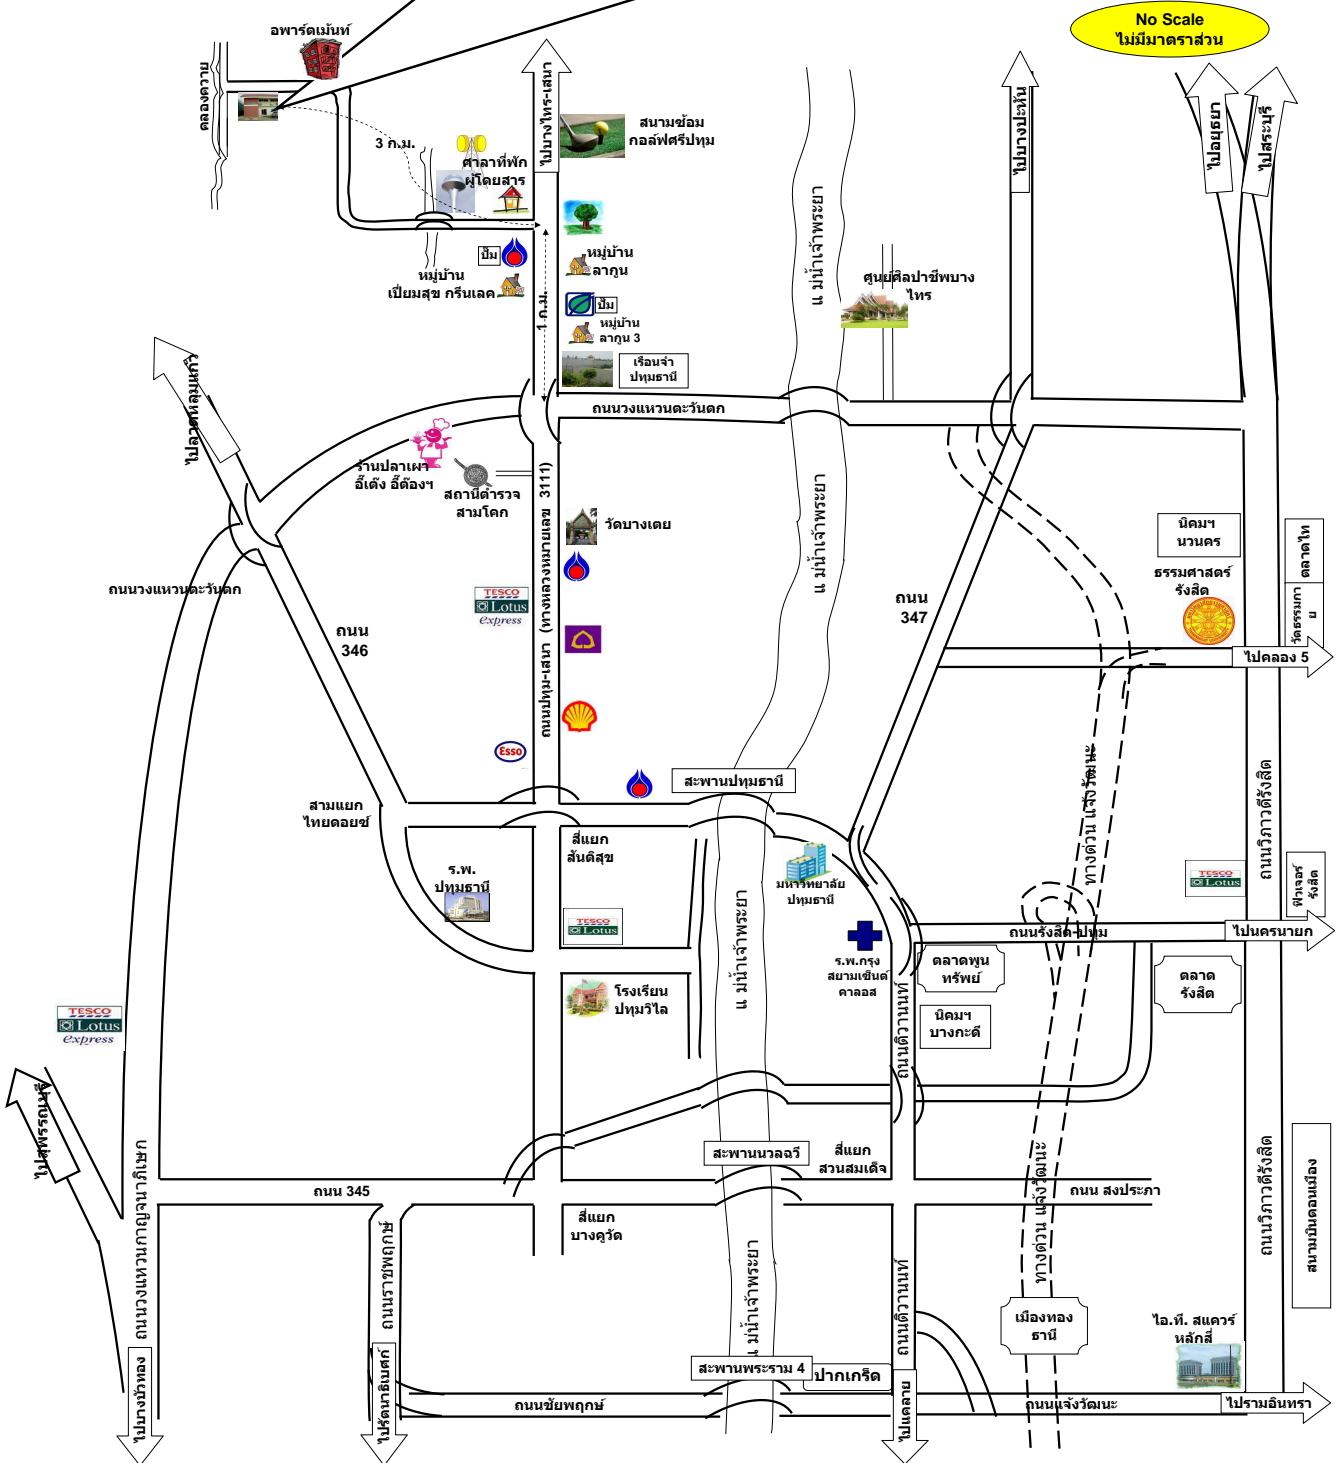 No Scale
ไม่มีมาตราส่วน
อพาร์ตเม้นท์
คลองควาย
3 ก.ม.
ศาลาที่พัก
ผู้โดยสาร
ไปบางไทร-เสนา
สนามซ้อม
กอล์ฟศรีปทุม
ไปบางปะหัน
ไปอยุธยา
ไปสระบุรี
ปั๊ม
หมู่บ้าน
เปี่ยมสุข กรีนเลค
หมู่บ้าน
ลากูน
ปั๊ม
หมู่บ้าน
ลากูน 3
1 ก.ม.
เรือนจำ
ปทุมธานี
แม่น้ำเจ้าพระยา
ศูนย์ศิลปาชีพบาง
ไทร
ไปลาดหลุมแก้ว
ถนนวงแหวนตะวันตก
ร้านปลาเผา
อี๊เต้ง อี๊ต๊องฯ
สถานีตำรวจ
สามโคก
ถนนปทุม-เสนา (ทางหลวงหมายเลข 3111)
วัดบางเตย
แม่น้ำเจ้าพระยา
นิคมฯ
นวนคร
ตลาดไท
ธรรมศาสตร์
รังสิต
วัดธรรมกา
ย
ถนนวงแหวนตะวันตก
TESCO
Lotus
express
ถนน
346
ถนน
347
ไปคลอง 5
Esso
สะพานปทุมธานี
ทางด่วน แจ้งวัฒนะ
ถนนวิภาวดีรังสิต
สามแยก
ไทยดอยซ์
สี่แยก
สันติสุข
ร.พ.
ปทุมธานี
มหาวิทยาลัย
ปทุมธานี
TESCO
Lotus
ฟิวเจอร์
รังสิต
TESCO
Lotus
แม่น้ำเจ้าพระยา
ถนนรังสิต-ปทุม
ไปนครนายก
ร.พ.กรุง
สยามเซ็นต์
คาลอส
ตลาดพูน
ทรัพย์
ตลาด
รังสิต
โรงเรียน
ปทุมวิไล
นิคมฯ
บางกะดี
ถนนติวานนท์
TESCO
Lotus
express
ไปสุพรรณบุรี
ถนนวงแหวนกาญจนาภิเษก
สะพานนวลฉวี
สี่แยก
สวนสมเด็จ
ถนน 345
ถนน สงประภา
สี่แยก
บางคูวัด
ถนนราชพฤกษ์
แม่น้ำเจ้าพระยา
ถนนติวานนท์
ทางด่วน แจ้งวัฒนะ
ถนนวิภาวดีรังสิต
สนามบินดอนเมือง
เมืองทอง
ธานี
ไอ.ที. สแควร์
หลักสี่
สะพานพระราม 4
ปากเกร็ด
ไปบางบัวทอง
ไปรัตนาธิเบศก์
ถนนชัยพฤกษ์
ไปแคลาย
ถนนแจ้งวัฒนะ
ไปรามอินทรา